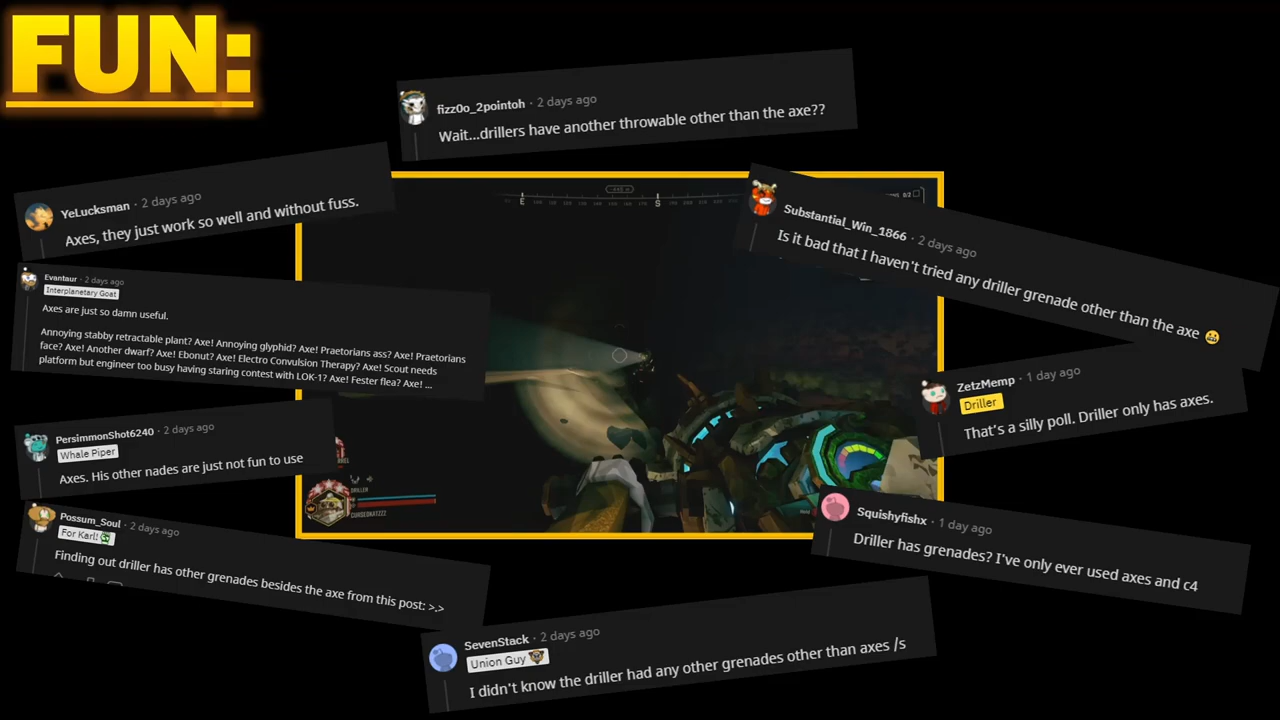 FUN:
fizz0o_2pointoh · 2 days ago
Wait...drillers have another throwable other than the axe??
YeLucksman · 2 days ago
Axes, they just work so well and without fuss.
Substantial_Win_1866 · 2 days ago
Is it bad that I haven't tried any driller grenade other than the axe 😬
Evantaur · 2 days ago
Interplanetary Goat
Axes are just so damn useful.
Annoying stabby retractable plant? Axe! Annoying glyphid? Axe! Praetorians ass? Axe! Praetorians
face? Axe! Another dwarf? Axe! Ebonut? Axe! Electro Convulsion Therapy? Axe! Scout needs
platform but engineer too busy having staring contest with LOK-1? Axe! Fester flea? Axe! ...
ZetzMemp · 1 day ago
Driller
That's a silly poll. Driller only has axes.
PersimmonShot6240 · 2 days ago
Whale Piper
Axes. His other nades are just not fun to use
Squishyfishx · 1 day ago
Driller has grenades? I've only ever used axes and c4
Possum_Soul · 2 days ago
For Karl!
Finding out driller has other grenades besides the axe from this post: >.>
SevenStack · 2 days ago
Union Guy
I didn't know the driller had any other grenades other than axes /s
E
S
DRILLER
CURSEDKATZZZ